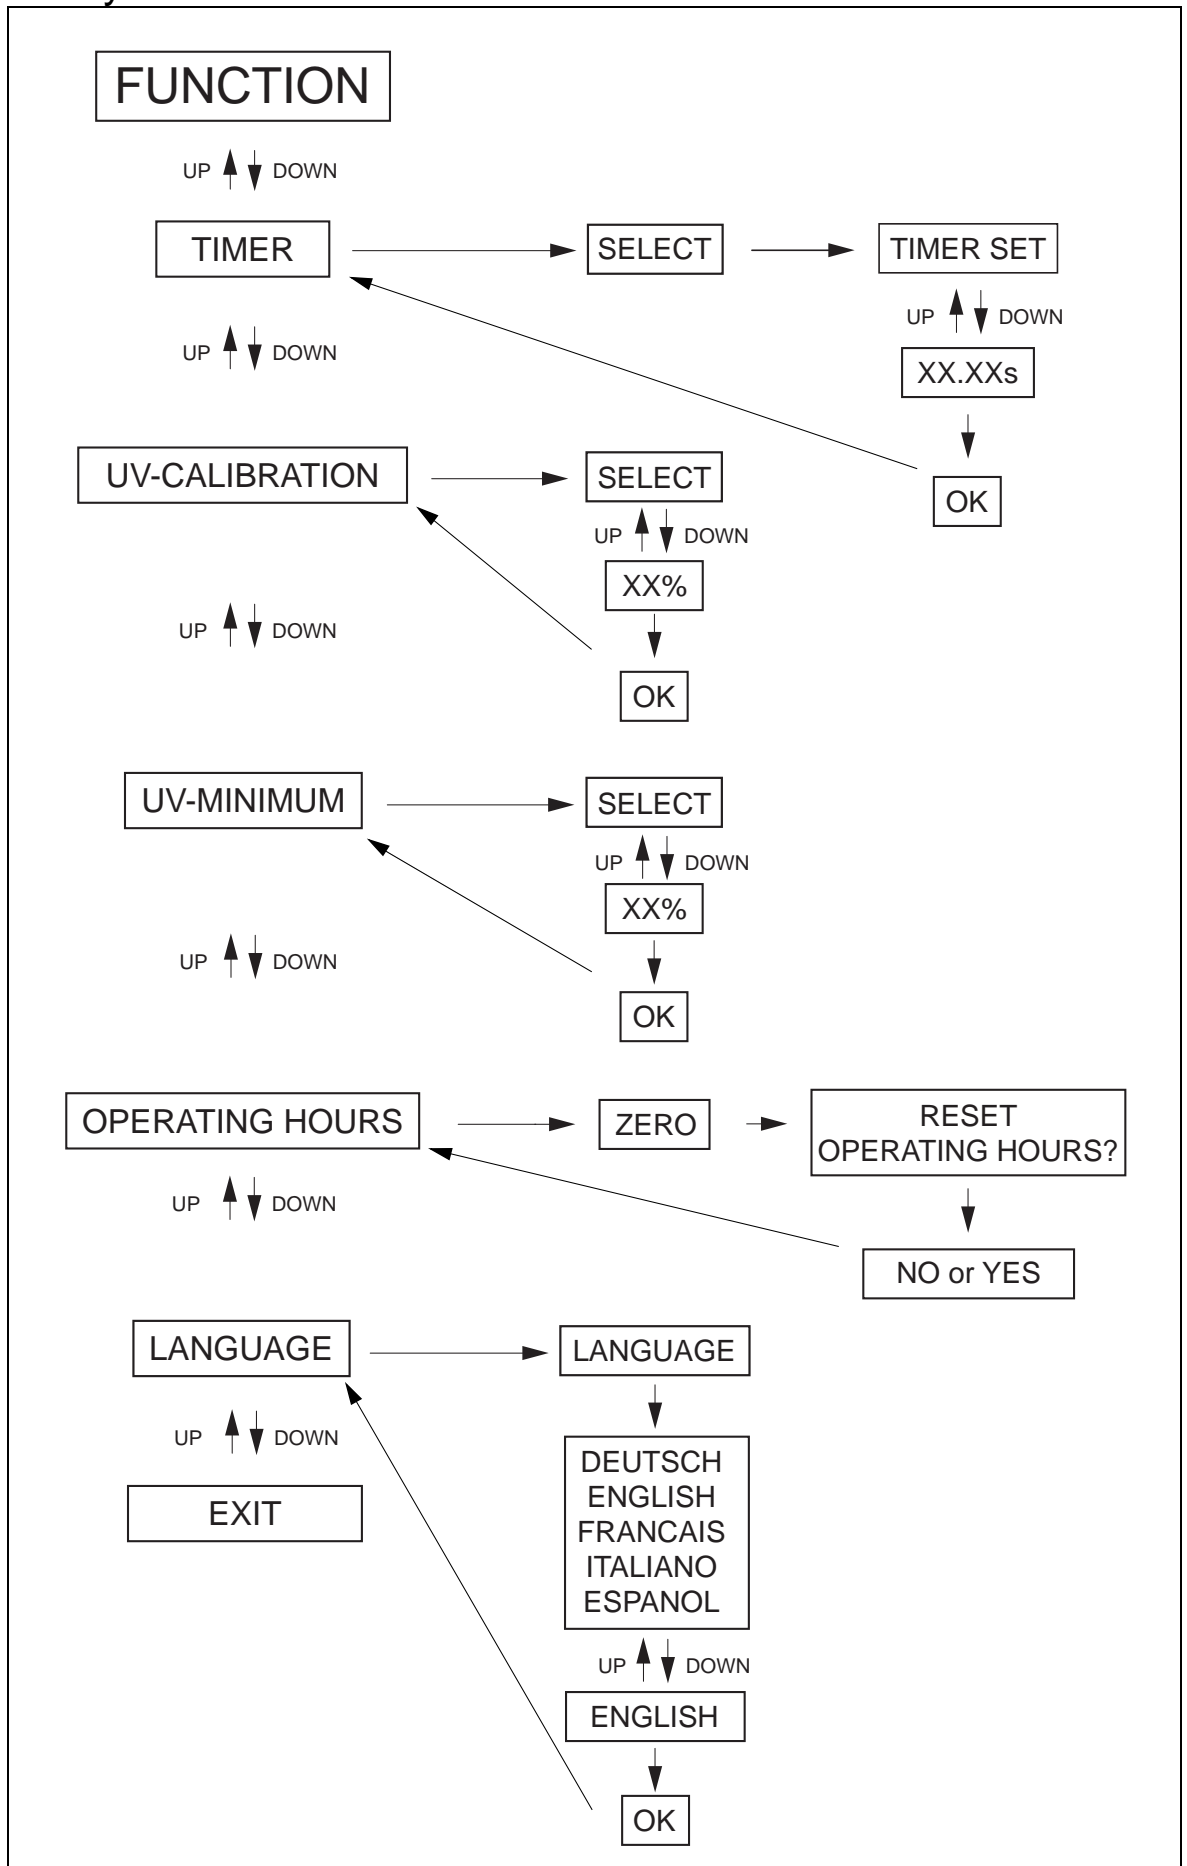 FUNCTION
UP DOWN
TIMER SELECT TIMER SET
UP DOWN
UP DOWN
XX.XXs
UV-CALIBRATION SELECT
OK
UP DOWN
XX%
UP DOWN
OK
UV-MINIMUM SELECT
UP DOWN
XX%
UP DOWN
OK
OPERATING HOURS ZERO RESET
OPERATING HOURS?
UP DOWN
NO or YES
LANGUAGE LANGUAGE
UP DOWN
DEUTSCH
ENGLISH
FRANCAIS
ITALIANO
ESPANOL
EXIT
UP DOWN
ENGLISH
OK